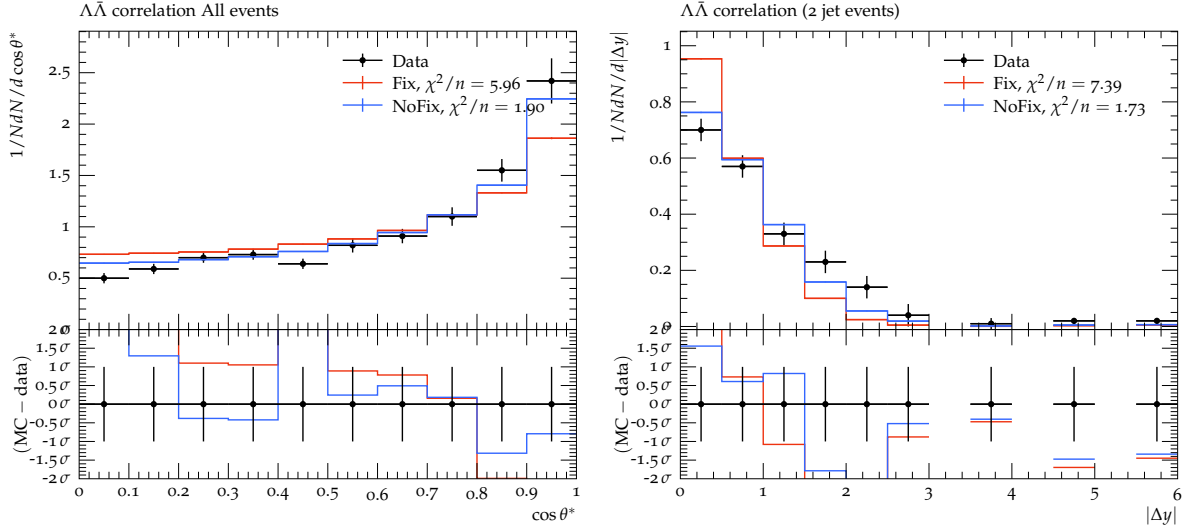 ΛΛ̄ correlation All events
1/N dN/d cos θ*
Data
Fix, χ²/n = 5.96
NoFix, χ²/n = 1.90
2.5
2
1.5
1
0.5
0
(MC − data)
2σ
1.5σ
1σ
0.5σ
0σ
-0.5σ
-1σ
-1.5σ
-2σ
0 0.1 0.2 0.3 0.4 0.5 0.6 0.7 0.8 0.9 1
cos θ*
ΛΛ̄ correlation (2 jet events)
1/N dN/d|Δy|
Data
Fix, χ²/n = 7.39
NoFix, χ²/n = 1.73
1
0.8
0.6
0.4
0.2
0
(MC − data)
2σ
1.5σ
1σ
0.5σ
0σ
-0.5σ
-1σ
-1.5σ
-2σ
0 1 2 3 4 5 6
|Δy|